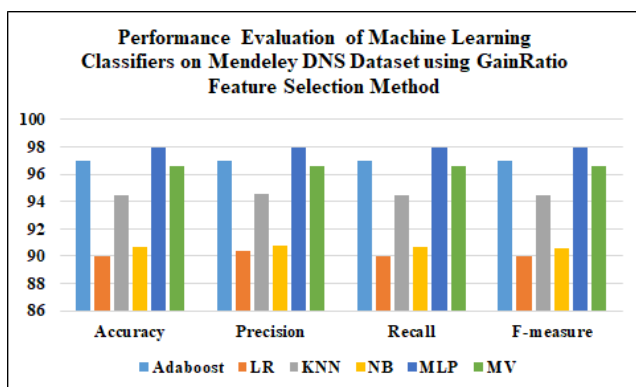 Performance Evaluation of Machine Learning
Classifiers on Mendeley DNS Dataset using GainRatio
Feature Selection Method
100
98
96
94
92
90
88
86
Accuracy Precision Recall F-measure
Adaboost LR KNN NB MLP MV